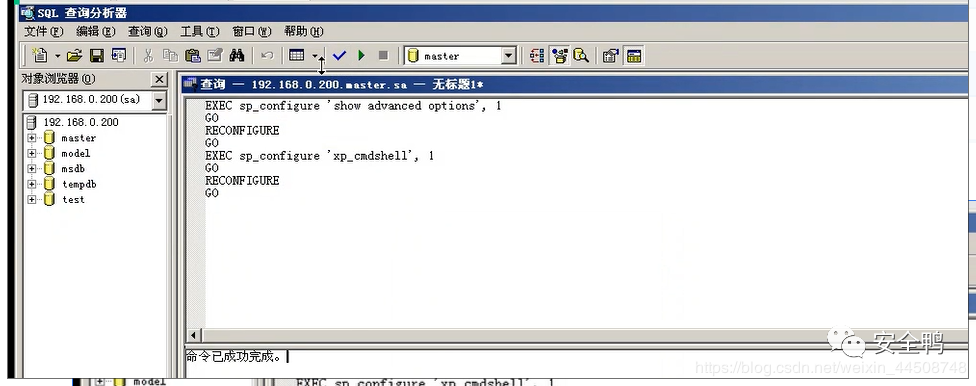 SQL 查询分析器
文件(F) 编辑(E) 查询(Q) 工具(T) 窗口(W) 帮助(H)
master
对象浏览器(O)
192.168.0.200(sa)
192.168.0.200
master
model
msdb
tempdb
test
查询 — 192.168.0.200.master.sa — 无标题1*
EXEC sp_configure 'show advanced options', 1
GO
RECONFIGURE
GO
EXEC sp_configure 'xp_cmdshell', 1
GO
RECONFIGURE
GO
命令已成功完成。
安全鸭
https://blog.csdn.net/weixin_44508748
model
EXEC sp_configure 'xp_cmdshell', 1